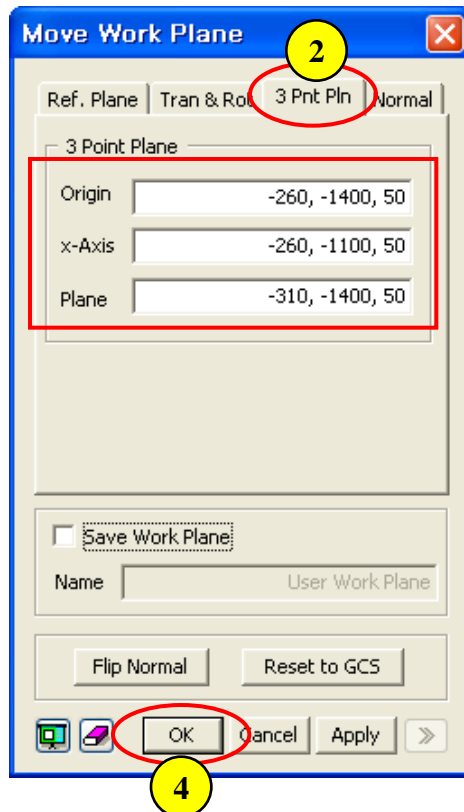 Move Work Plane
2
Ref. Plane Tran & Rot 3 Pnt Pln Normal
3 Point Plane
Origin -260, -1400, 50
x-Axis -260, -1100, 50
Plane -310, -1400, 50
Save Work Plane
Name User Work Plane
Flip Normal Reset to GCS
OK Cancel Apply
4